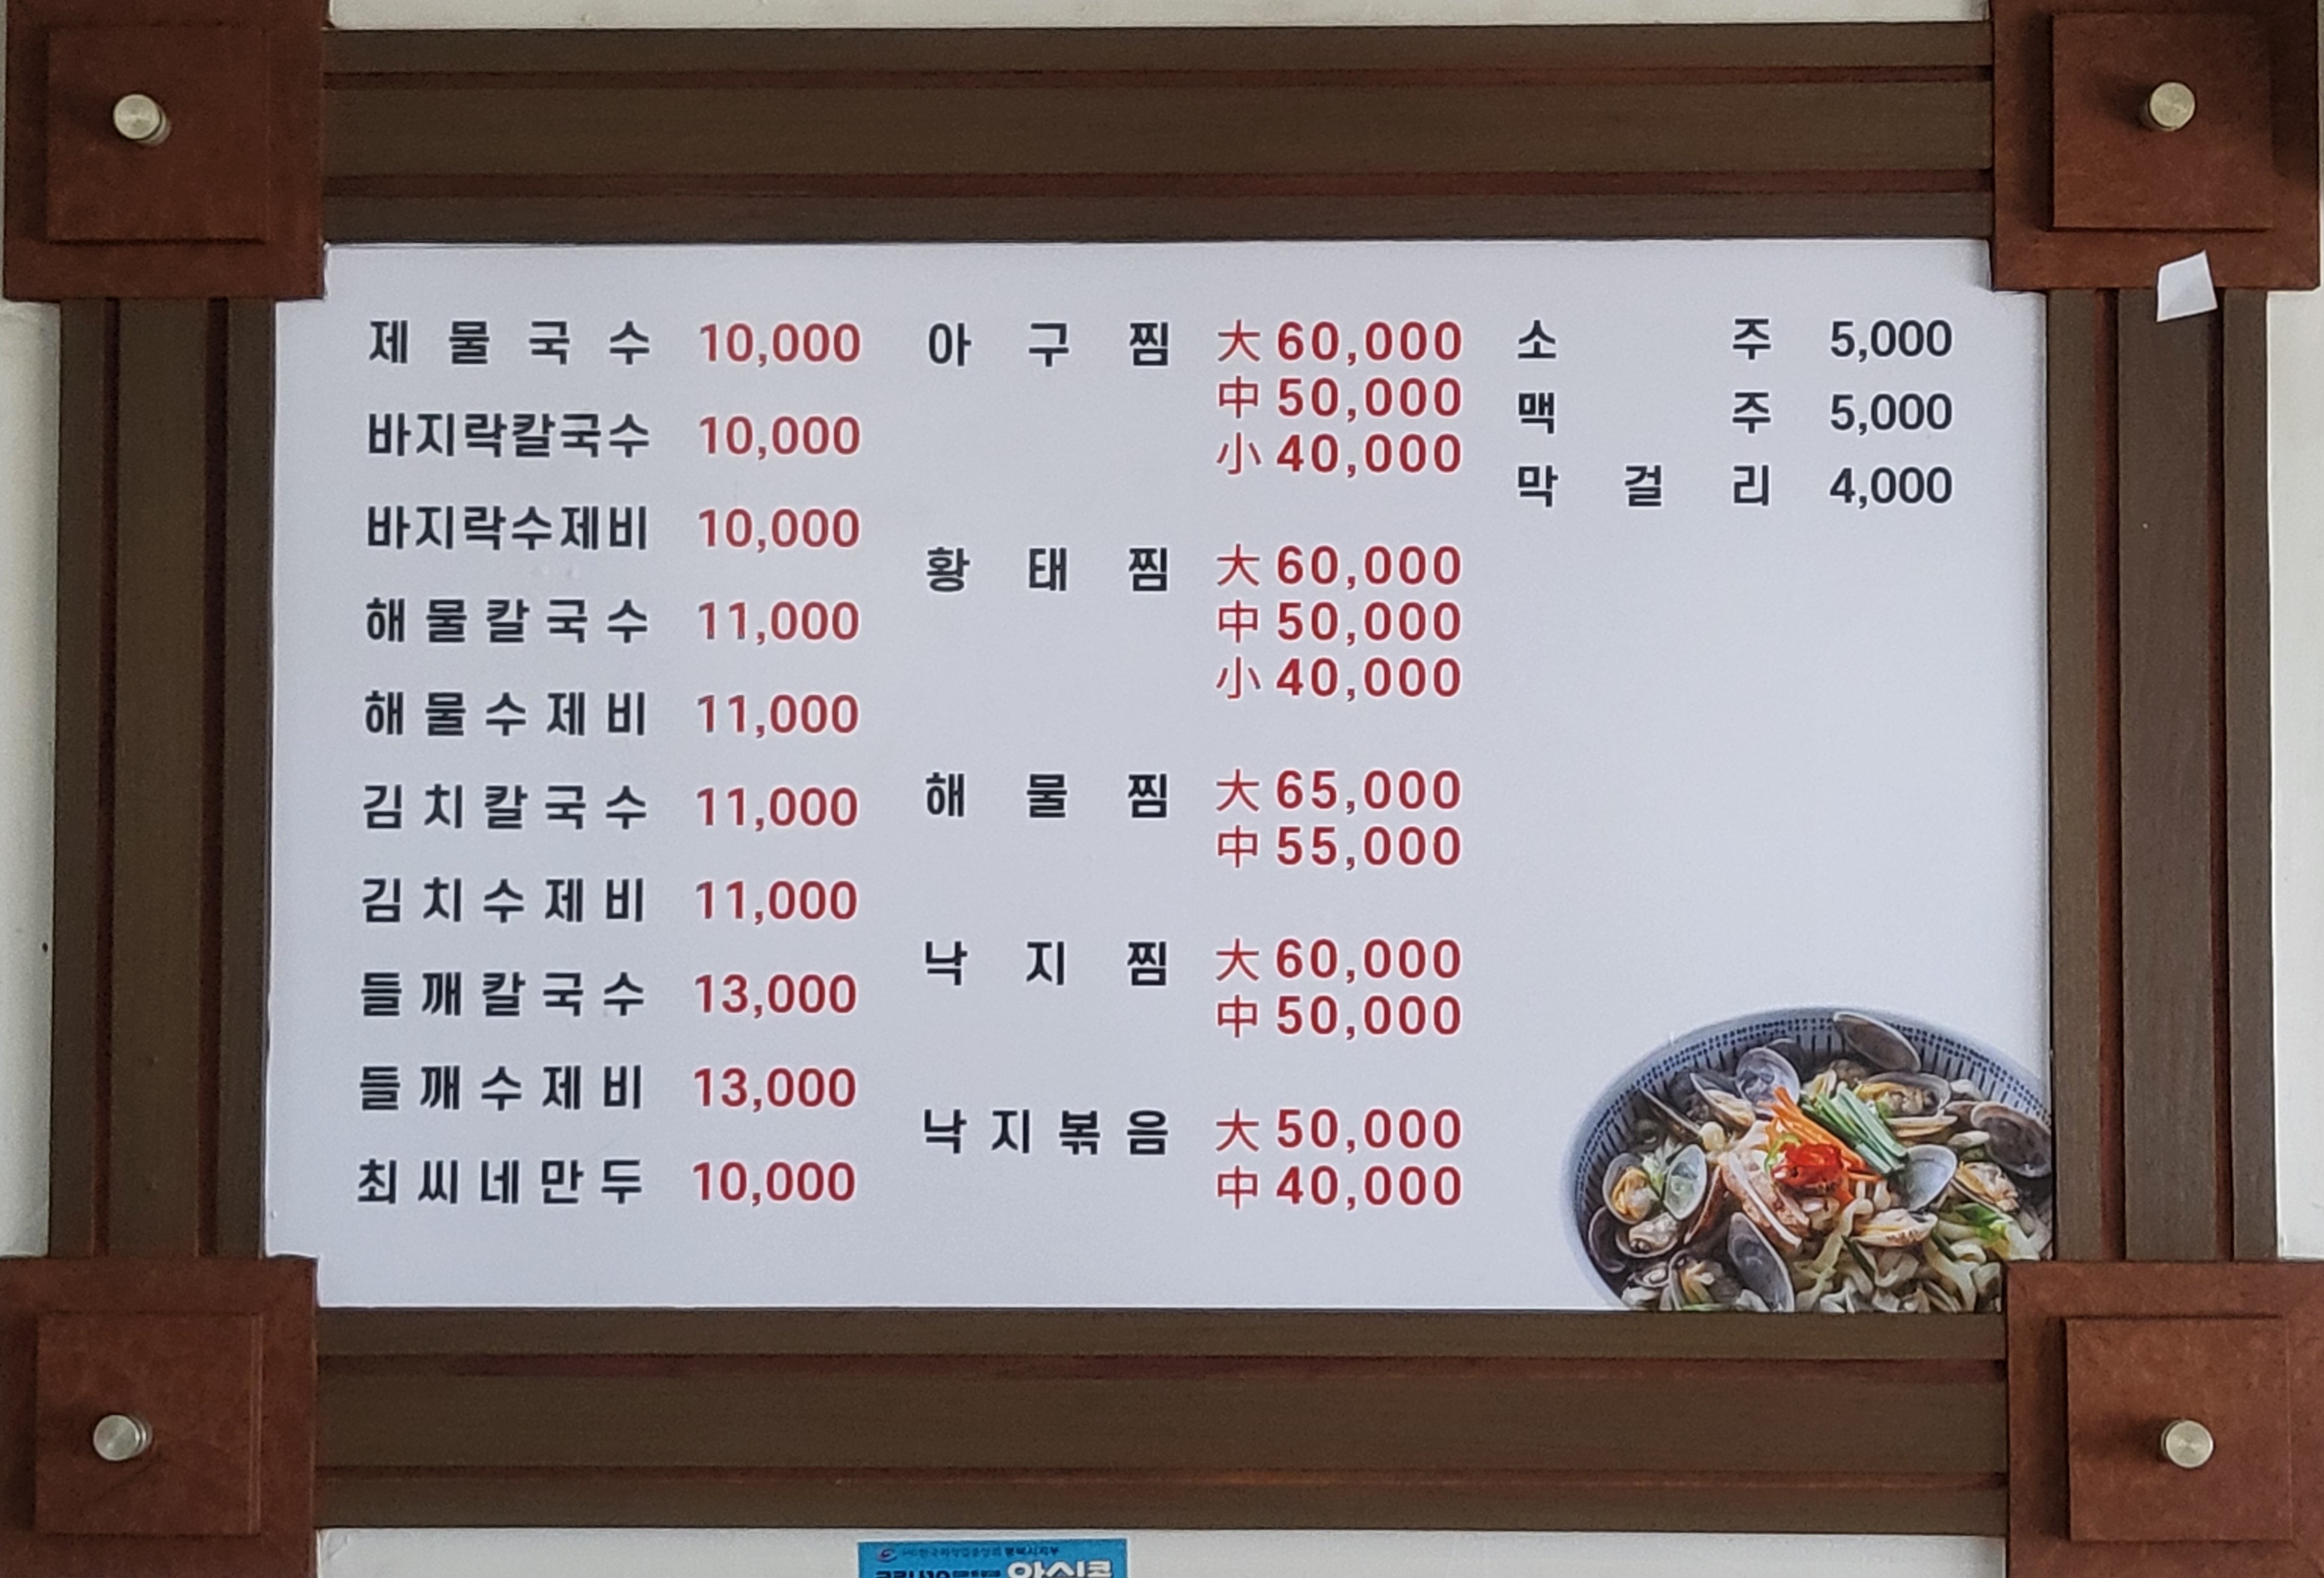 제물국수 10,000
바지락칼국수 10,000
바지락수제비 10,000
해물칼국수 11,000
해물수제비 11,000
김치칼국수 11,000
김치수제비 11,000
들깨칼국수 13,000
들깨수제비 13,000
최씨네만두 10,000
아구찜 大 60,000
中 50,000
小 40,000
황태찜 大 60,000
中 50,000
小 40,000
해물찜 大 65,000
中 55,000
낙지찜 大 60,000
中 50,000
낙지볶음 大 50,000
中 40,000
소주 5,000
맥주 5,000
막걸리 4,000